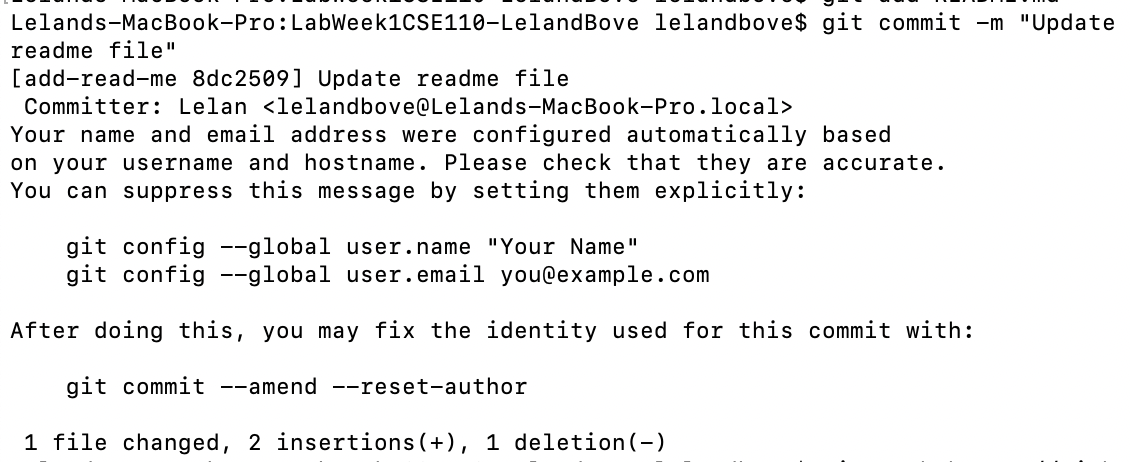 Lelands-MacBook-Pro:LabWeek1CSE110-LelandBove lelandbove$ git commit -m "Update
readme file"
[add-read-me 8dc2509] Update readme file
 Committer: Lelan <lelandbove@Lelands-MacBook-Pro.local>
Your name and email address were configured automatically based
on your username and hostname. Please check that they are accurate.
You can suppress this message by setting them explicitly:

    git config --global user.name "Your Name"
    git config --global user.email you@example.com

After doing this, you may fix the identity used for this commit with:

    git commit --amend --reset-author

 1 file changed, 2 insertions(+), 1 deletion(-)